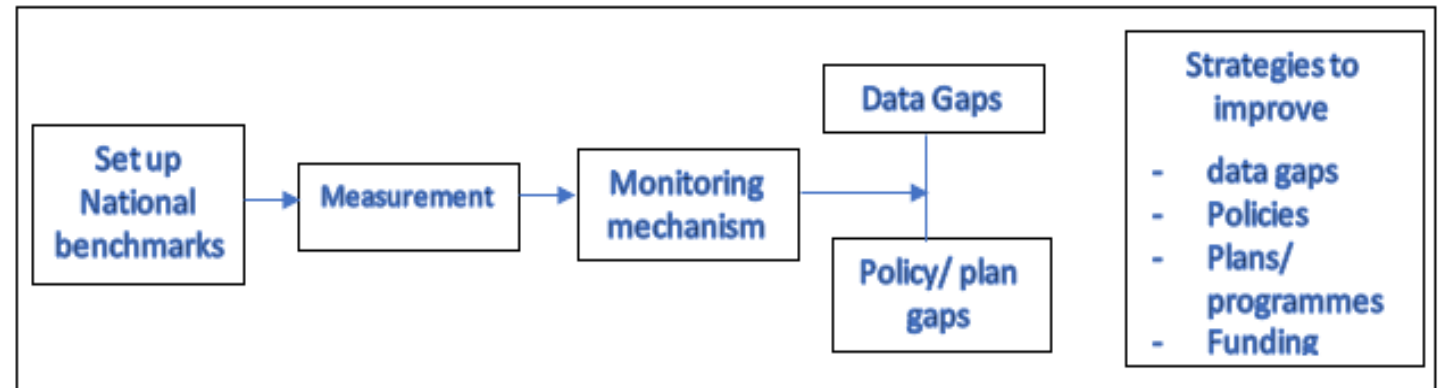 Set up
National
benchmarks
Measurement
Monitoring
mechanism
Data Gaps
Policy/ plan
gaps
Strategies to
improve
- data gaps
- Policies
- Plans/
programmes
- Funding